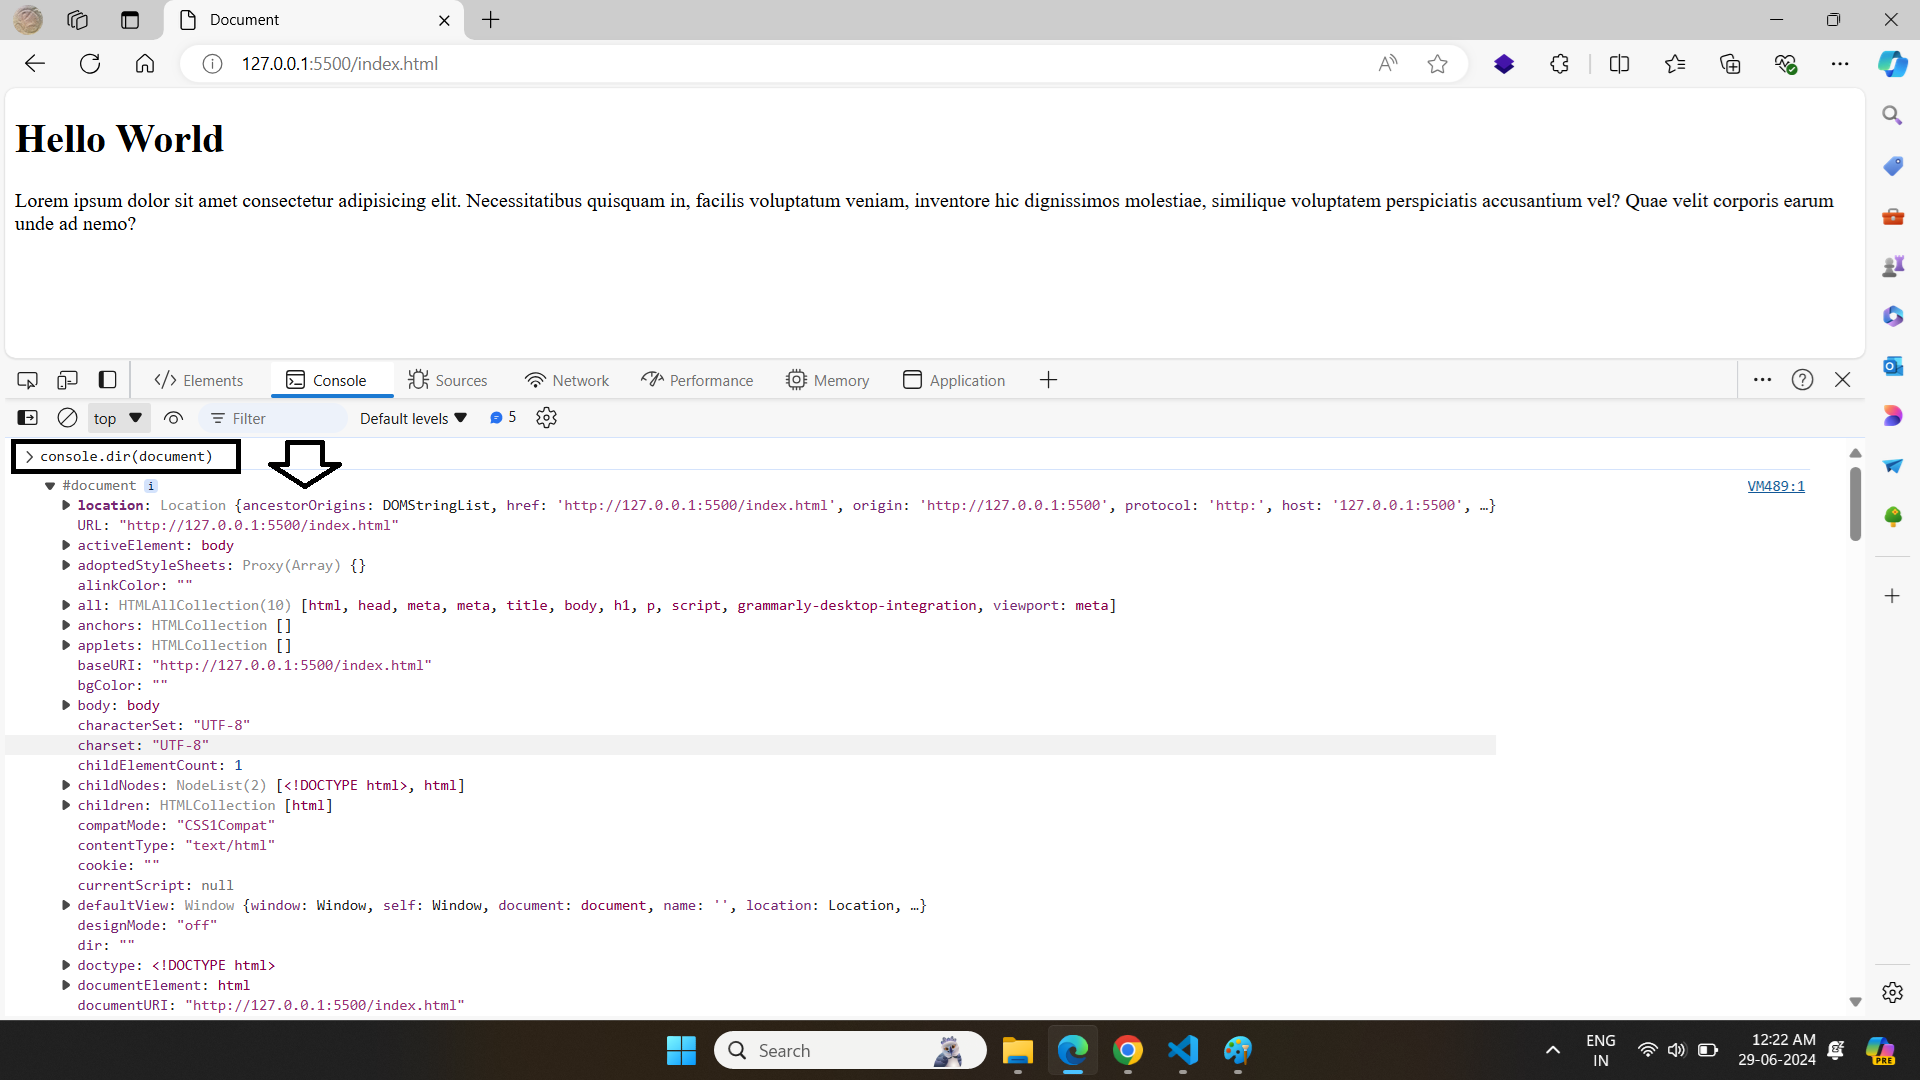 Document
127.0.0.1:5500/index.html
Hello World
Lorem ipsum dolor sit amet consectetur adipisicing elit. Necessitatibus quisquam in, facilis voluptatum veniam, inventore hic dignissimos molestiae, similique voluptatem perspiciatis accusantium vel? Quae velit corporis earum
unde ad nemo?
Elements Console Sources Network Performance Memory Application
top Filter Default levels 5
> console.dir(document)
#document i VM489:1
location: Location {ancestorOrigins: DOMStringList, href: 'http://127.0.0.1:5500/index.html', origin: 'http://127.0.0.1:5500', protocol: 'http:', host: '127.0.0.1:5500', …}
URL: "http://127.0.0.1:5500/index.html"
activeElement: body
adoptedStyleSheets: Proxy(Array) {}
alinkColor: ""
all: HTMLAllCollection(10) [html, head, meta, meta, title, body, h1, p, script, grammarly-desktop-integration, viewport: meta]
anchors: HTMLCollection []
applets: HTMLCollection []
baseURI: "http://127.0.0.1:5500/index.html"
bgColor: ""
body: body
characterSet: "UTF-8"
charset: "UTF-8"
childElementCount: 1
childNodes: NodeList(2) [<!DOCTYPE html>, html]
children: HTMLCollection [html]
compatMode: "CSS1Compat"
contentType: "text/html"
cookie: ""
currentScript: null
defaultView: Window {window: Window, self: Window, document: document, name: '', location: Location, …}
designMode: "off"
dir: ""
doctype: <!DOCTYPE html>
documentElement: html
documentURI: "http://127.0.0.1:5500/index.html"
Search
ENG
IN
12:22 AM
29-06-2024
PRE